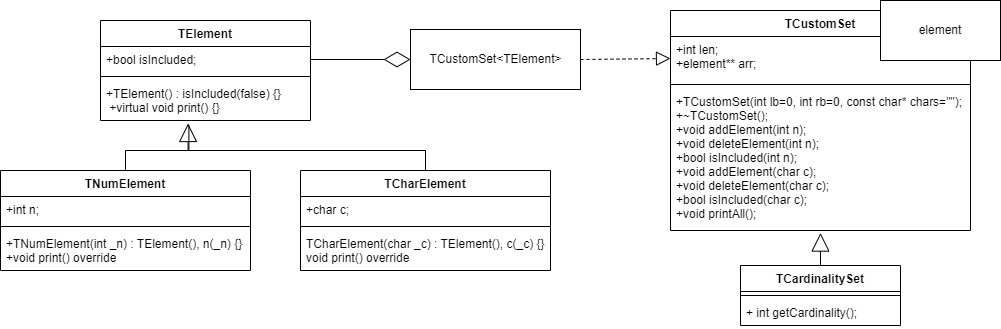 TElement
+bool isIncluded;
+TElement() : isIncluded(false) {}
+virtual void print() {}
TCustomSet<TElement>
TCustomSet
element
+int len;
+element** arr;
+TCustomSet(int lb=0, int rb=0, const char* chars="");
+~TCustomSet();
+void addElement(int n);
+void deleteElement(int n);
+bool isIncluded(int n);
+void addElement(char c);
+void deleteElement(char c);
+bool isIncluded(char c);
+void printAll();
TNumElement
+int n;
+TNumElement(int _n) : TElement(), n(_n) {}
+void print() override
TCharElement
+char c;
TCharElement(char _c) : TElement(), c(_c) {}
void print() override
TCardinalitySet
+ int getCardinality();